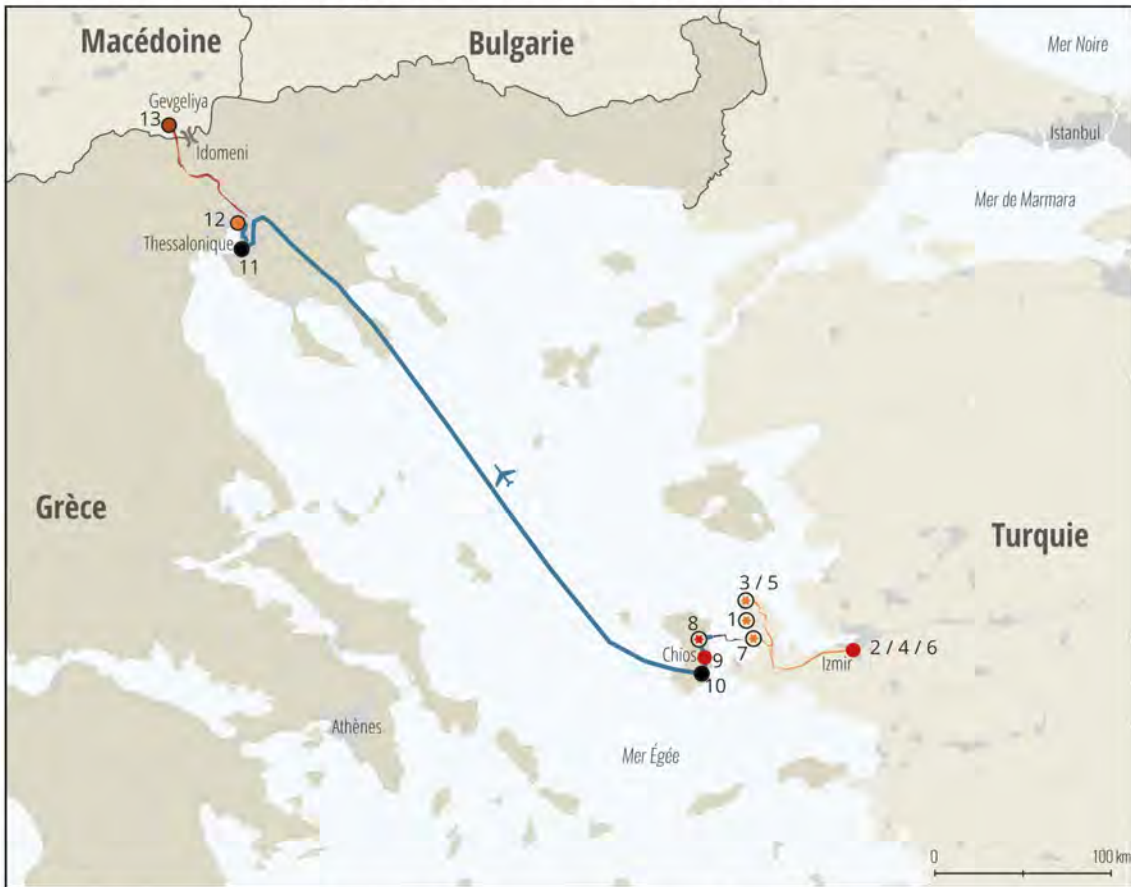 Macédoine
Bulgarie
Mer Noire
Gevgeliya
13
Idomeni
Istanbul
Mer de Marmara
12
Thessalonique
11
Grèce
Turquie
3 / 5
1
8
7
2 / 4 / 6
Chios
9
Izmir
10
Athènes
Mer Égée
0
100 km